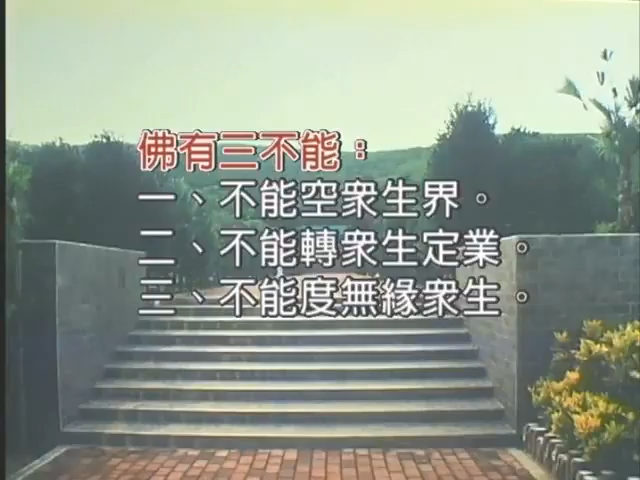 佛有三不能：
一、不能空衆生界。
二、不能轉衆生定業。
三、不能度無緣衆生。